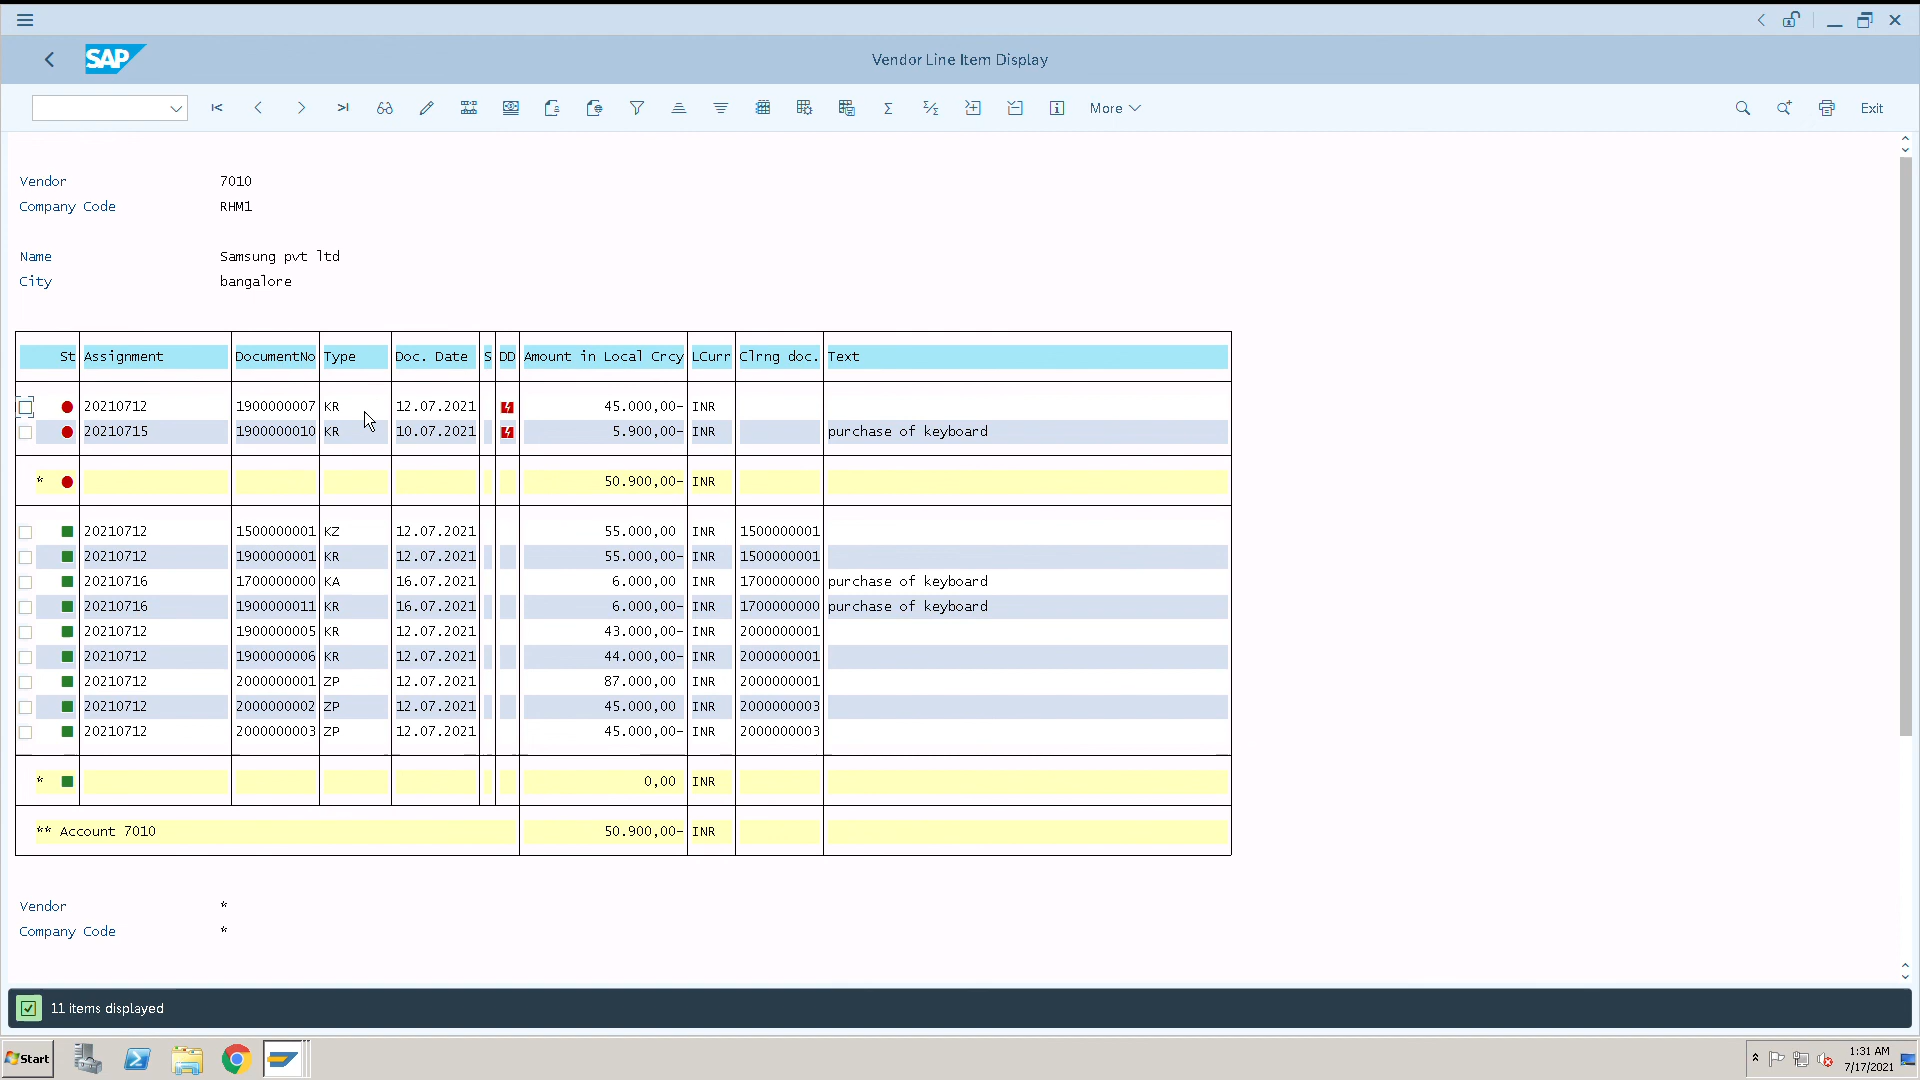 SAP
Vendor Line Item Display
More
Exit
Vendor 7010
Company Code RHM1
Name Samsung pvt ltd
City bangalore
St Assignment DocumentNo Type Doc. Date S DD Amount in Local Crcy LCurr Clrng doc. Text
20210712 1900000007 KR 12.07.2021 45.000,00- INR
20210715 1900000010 KR 10.07.2021 5.900,00- INR purchase of keyboard
* 50.900,00- INR
20210712 1500000001 KZ 12.07.2021 55.000,00 INR 1500000001
20210712 1900000001 KR 12.07.2021 55.000,00- INR 1500000001
20210716 1700000000 KA 16.07.2021 6.000,00 INR 1700000000 purchase of keyboard
20210716 1900000011 KR 16.07.2021 6.000,00- INR 1700000000 purchase of keyboard
20210712 1900000005 KR 12.07.2021 43.000,00- INR 2000000001
20210712 1900000006 KR 12.07.2021 44.000,00- INR 2000000001
20210712 2000000001 ZP 12.07.2021 87.000,00 INR 2000000001
20210712 2000000002 ZP 12.07.2021 45.000,00 INR 2000000003
20210712 2000000003 ZP 12.07.2021 45.000,00- INR 2000000003
* 0,00 INR
** Account 7010 50.900,00- INR
Vendor *
Company Code *
11 items displayed
Start
1:31 AM
7/17/2021